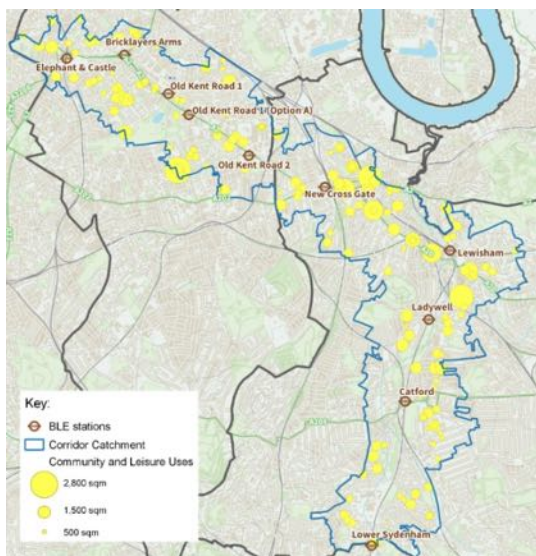 Bricklayers Arms
Elephant & Castle
Old Kent Road 1
Old Kent Road 1(Option A)
Old Kent Road 2
New Cross Gate
Lewisham
Ladywell
Catford
Lower Sydenham
Key:
BLE stations
Corridor Catchment
Community and Leisure Uses
2,800 sqm
1,500 sqm
500 sqm